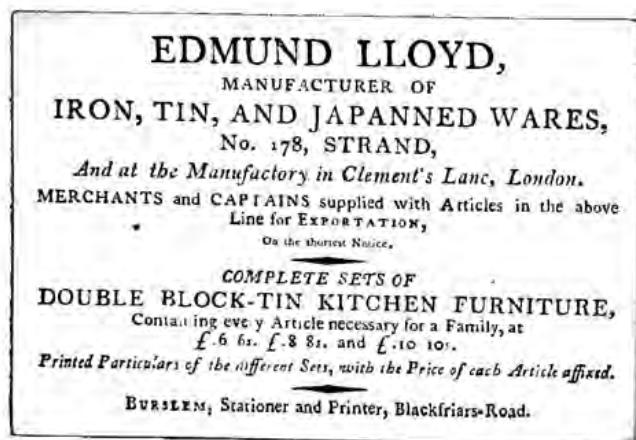 EDMUND LLOYD,
MANUFACTURER OF
IRON, TIN, AND JAPANNED WARES,
No. 178, STRAND,
And at the Manufactory in Clement's Lane, London.
MERCHANTS and CAPTAINS supplied with Articles in the above
Line for EXPORTATION,
On the shortest Notice.
COMPLETE SETS OF
DOUBLE BLOCK-TIN KITCHEN FURNITURE,
Containing every Article necessary for a Family, at
£.6 6s. £.8 8s. and £.10 10s.
Printed Particulars of the different Sets, with the Price of each Article affixed.
BURSLEM, Stationer and Printer, Blackfriars-Road.